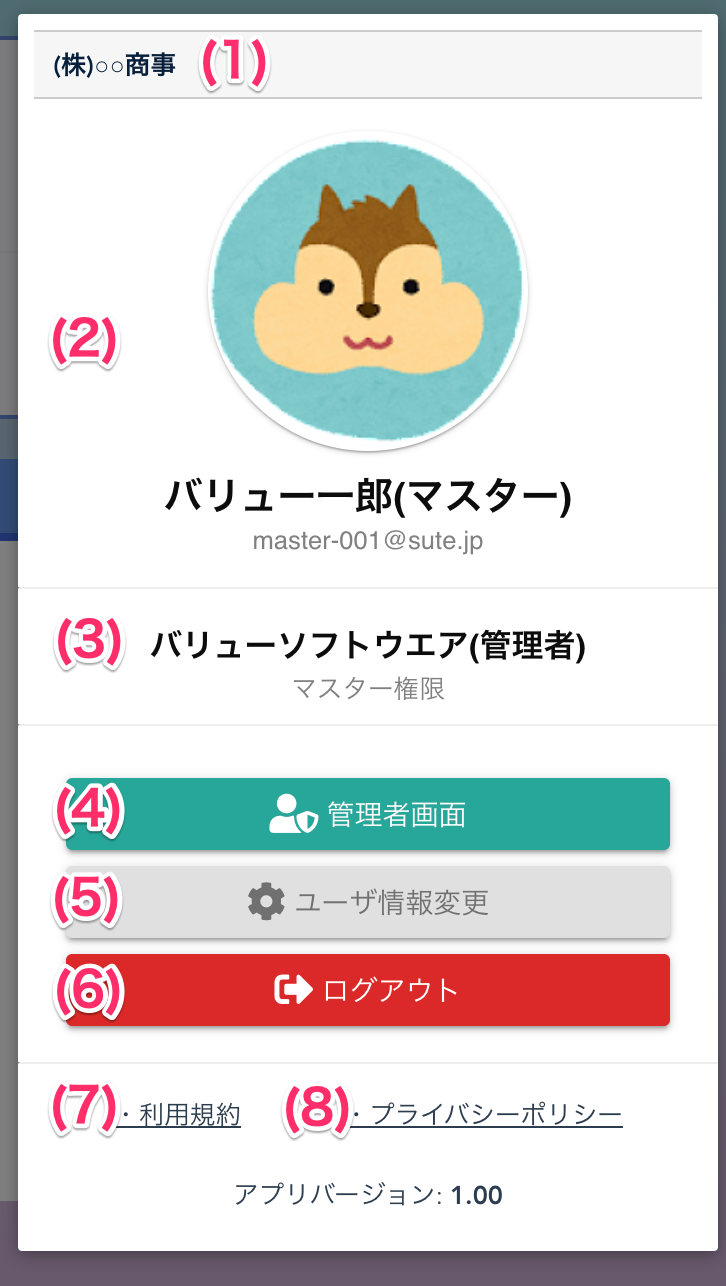 (株)○○商事 (1)
(2)
バリュー一郎(マスター)
master-001@sute.jp
(3) バリューソフトウエア(管理者)
マスター権限
(4) 管理者画面
(5) ユーザ情報変更
(6) ログアウト
(7) ・利用規約 (8) ・プライバシーポリシー
アプリバージョン: 1.00